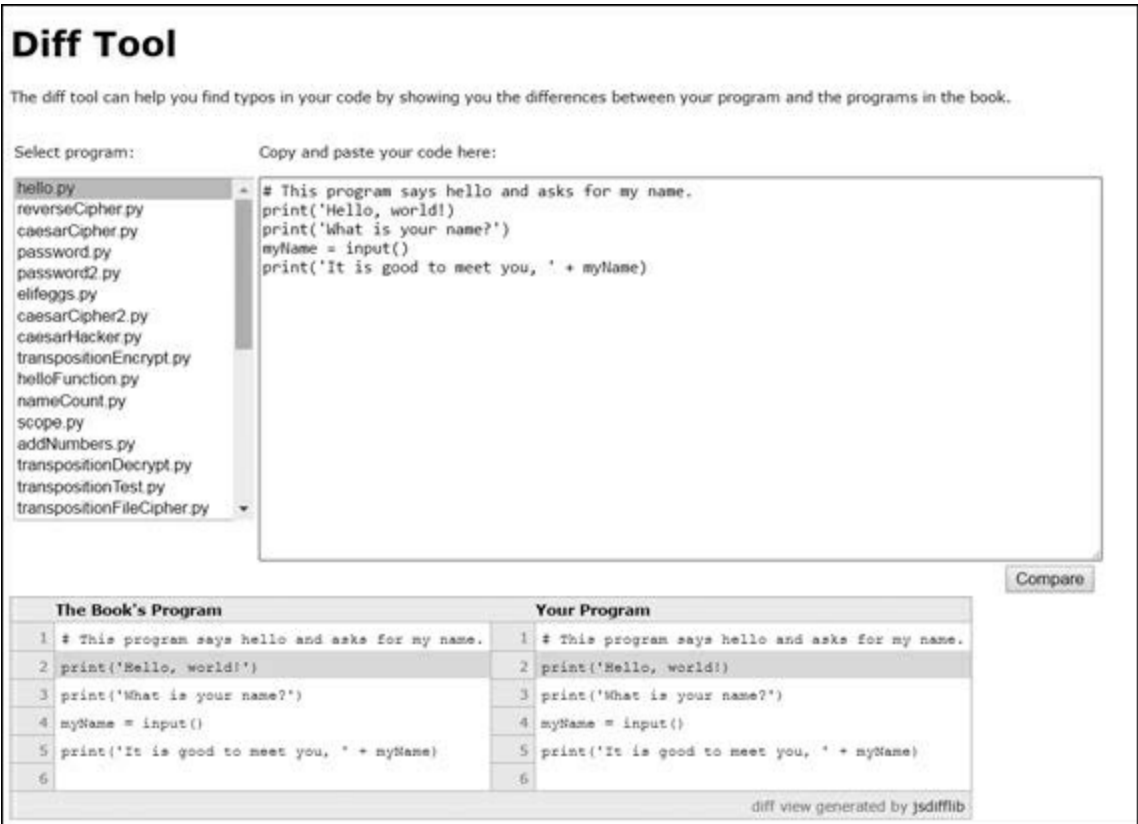 Diff Tool
The diff tool can help you find typos in your code by showing you the differences between your program and the programs in the book.
Select program:
Copy and paste your code here:
hello.py
reverseCipher.py
caesarCipher.py
password.py
password2.py
elifeggs.py
caesarCipher2.py
caesarHacker.py
transpositionEncrypt.py
helloFunction.py
nameCount.py
scope.py
addNumbers.py
transpositionDecrypt.py
transpositionTest.py
transpositionFileCipher.py
# This program says hello and asks for my name.
print('Hello, world!)
print('What is your name?')
myName = input()
print('It is good to meet you, ' + myName)
Compare
The Book's Program
1 # This program says hello and asks for my name.
2 print('Hello, world!')
3 print('What is your name?')
4 myName = input()
5 print('It is good to meet you, ' + myName)
6
Your Program
1 # This program says hello and asks for my name.
2 print('Hello, world!)
3 print('What is your name?')
4 myName = input()
5 print('It is good to meet you, ' + myName)
6
diff view generated by jsdifflib